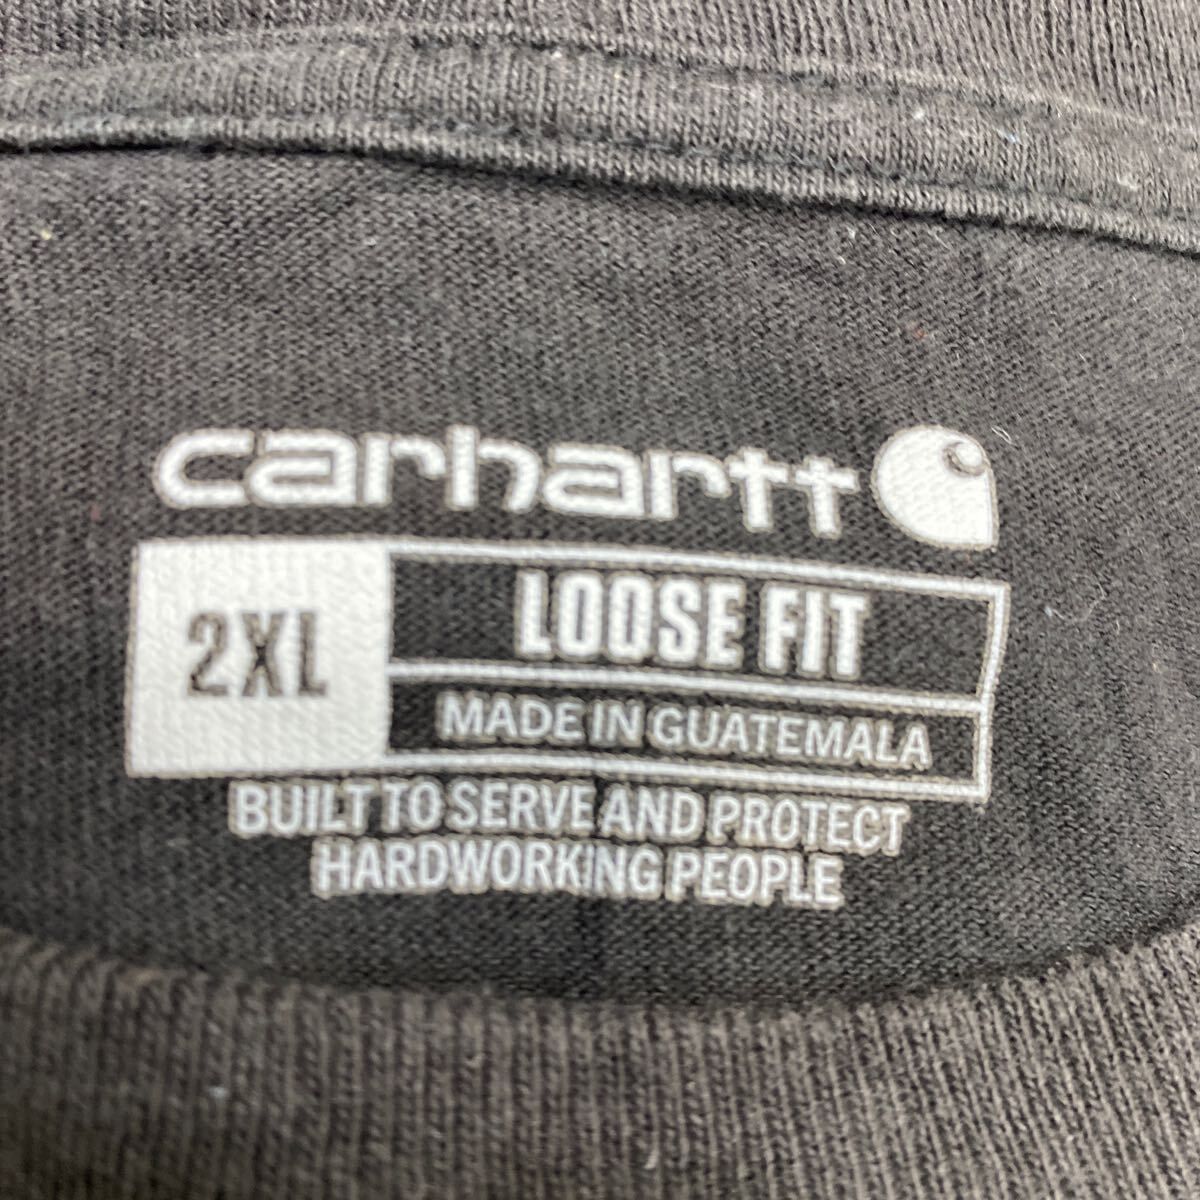 carhartt
2XL
LOOSE FIT
MADE IN GUATEMALA
BUILT TO SERVE AND PROTECT
HARDWORKING PEOPLE